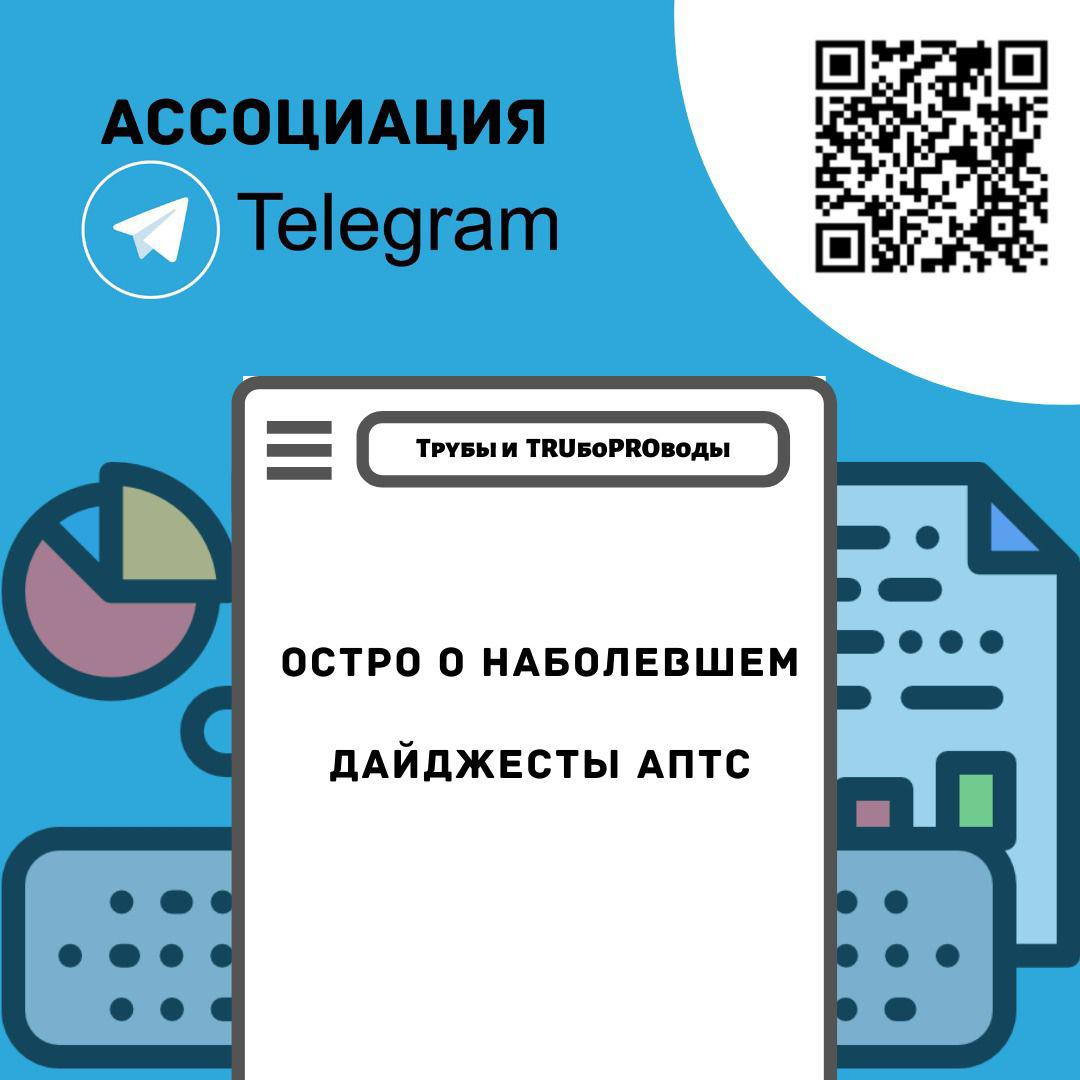 АССОЦИАЦИЯ
Telegram
Трубы и TRUбоPROводы
ОСТРО О НАБОЛЕВШЕМ
ДАЙДЖЕСТЫ АПТС